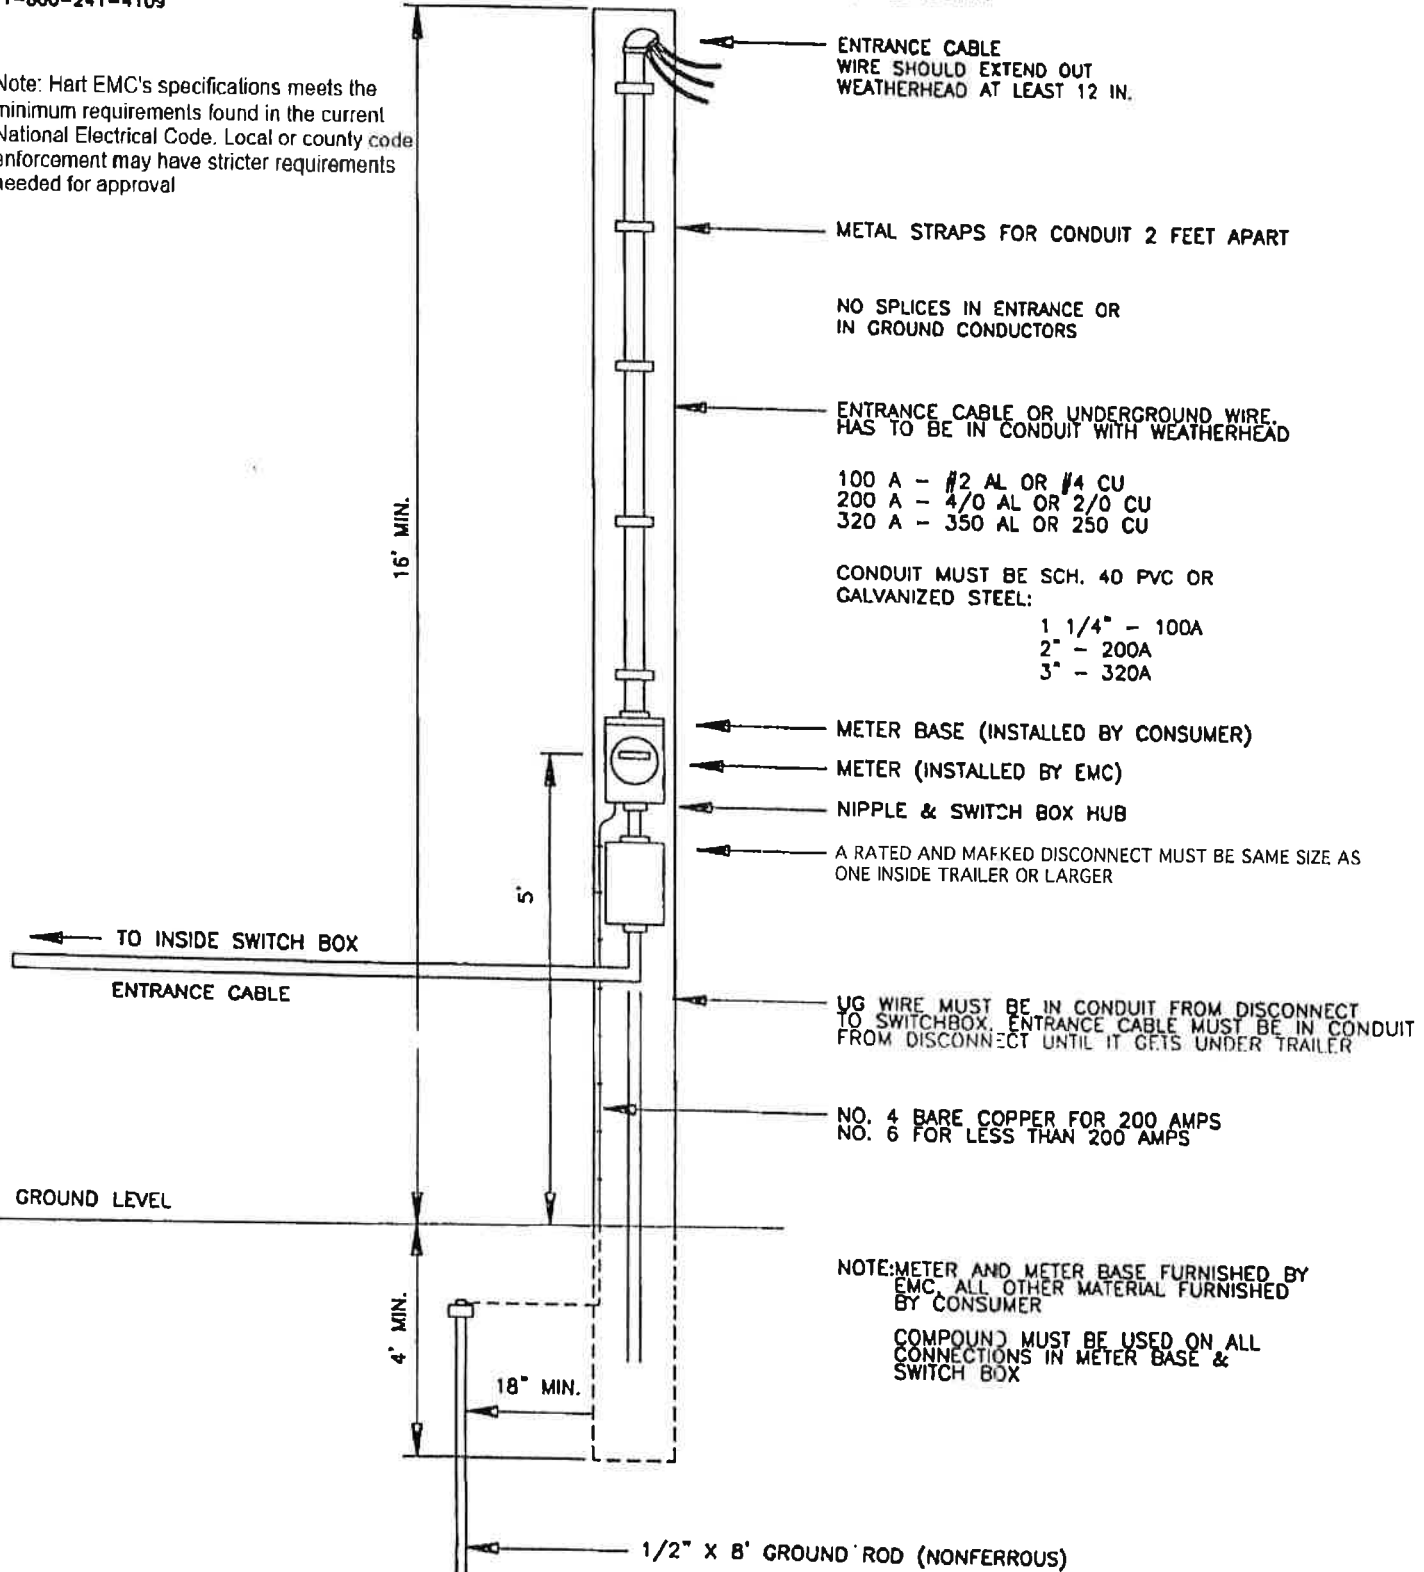 1-800-241-4109
Note: Hart EMC's specifications meets the
minimum requirements found in the current
National Electrical Code. Local or county code
enforcement may have stricter requirements
needed for approval
ENTRANCE CABLE
WIRE SHOULD EXTEND OUT
WEATHERHEAD AT LEAST 12 IN.
METAL STRAPS FOR CONDUIT 2 FEET APART
NO SPLICES IN ENTRANCE OR
IN GROUND CONDUCTORS
ENTRANCE CABLE OR UNDERGROUND WIRE.
HAS TO BE IN CONDUIT WITH WEATHERHEAD
100 A - #2 AL OR #4 CU
200 A - 4/0 AL OR 2/0 CU
320 A - 350 AL OR 250 CU
16' MIN.
CONDUIT MUST BE SCH. 40 PVC OR
GALVANIZED STEEL:
1 1/4" - 100A
2" - 200A
3" - 320A
METER BASE (INSTALLED BY CONSUMER)
METER (INSTALLED BY EMC)
NIPPLE & SWITCH BOX HUB
A RATED AND MARKED DISCONNECT MUST BE SAME SIZE AS
ONE INSIDE TRAILER OR LARGER
5'
TO INSIDE SWITCH BOX
ENTRANCE CABLE
UG WIRE MUST BE IN CONDUIT FROM DISCONNECT
TO SWITCHBOX. ENTRANCE CABLE MUST BE IN CONDUIT
FROM DISCONNECT UNTIL IT GETS UNDER TRAILER
NO. 4 BARE COPPER FOR 200 AMPS
NO. 6 FOR LESS THAN 200 AMPS
GROUND LEVEL
NOTE:METER AND METER BASE FURNISHED BY
EMC, ALL OTHER MATERIAL FURNISHED
BY CONSUMER
4' MIN.
COMPOUND MUST BE USED ON ALL
CONNECTIONS IN METER BASE &
SWITCH BOX
18" MIN.
1/2" X 8' GROUND ROD (NONFERROUS)